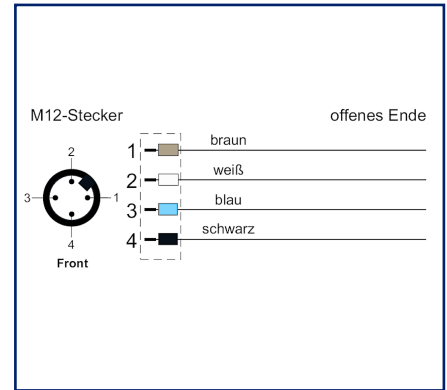 M12-Stecker offenes Ende
2
3 1
4
Front
1 braun
2 weiß
3 blau
4 schwarz